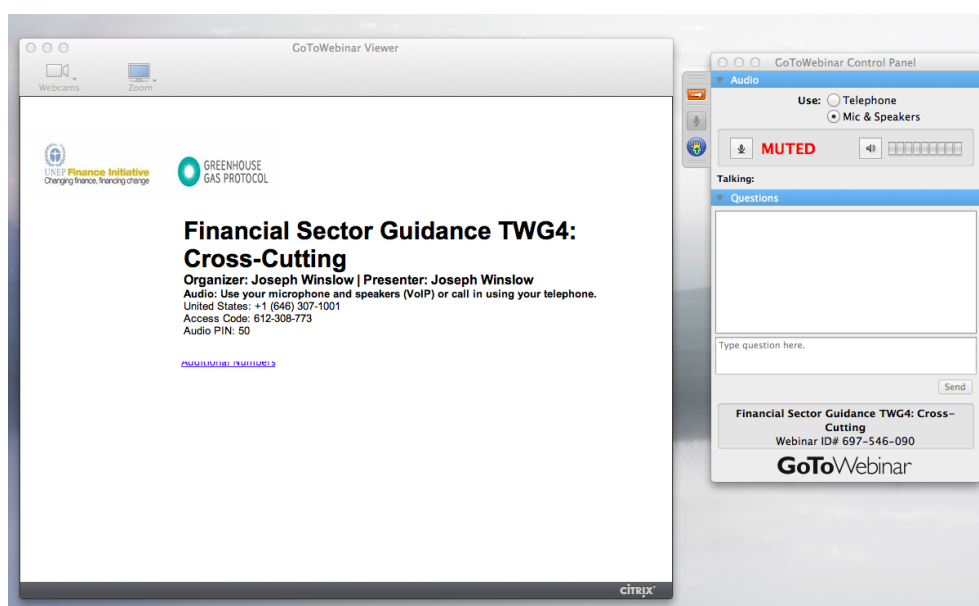 GoToWebinar Viewer
Webcams
Zoom
UNEP Finance Initiative
Changing finance, financing change
GREENHOUSE
GAS PROTOCOL
Financial Sector Guidance TWG4:
Cross-Cutting
Organizer: Joseph Winslow | Presenter: Joseph Winslow
Audio: Use your microphone and speakers (VoIP) or call in using your telephone.
United States: +1 (646) 307-1001
Access Code: 612-308-773
Audio PIN: 50
Additional Numbers
CİTRIX
GoToWebinar Control Panel
Audio
Use: Telephone
Mic & Speakers
MUTED
Talking:
Questions
Type question here.
Send
Financial Sector Guidance TWG4: Cross-
Cutting
Webinar ID# 697-546-090
GoToWebinar